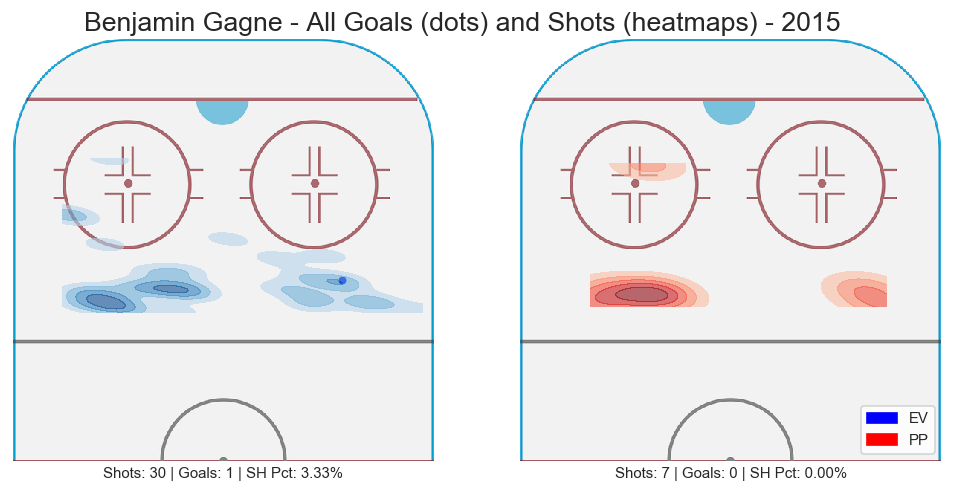 Benjamin Gagne - All Goals (dots) and Shots (heatmaps) - 2015
EV
PP
Shots: 30 | Goals: 1 | SH Pct: 3.33%
Shots: 7 | Goals: 0 | SH Pct: 0.00%